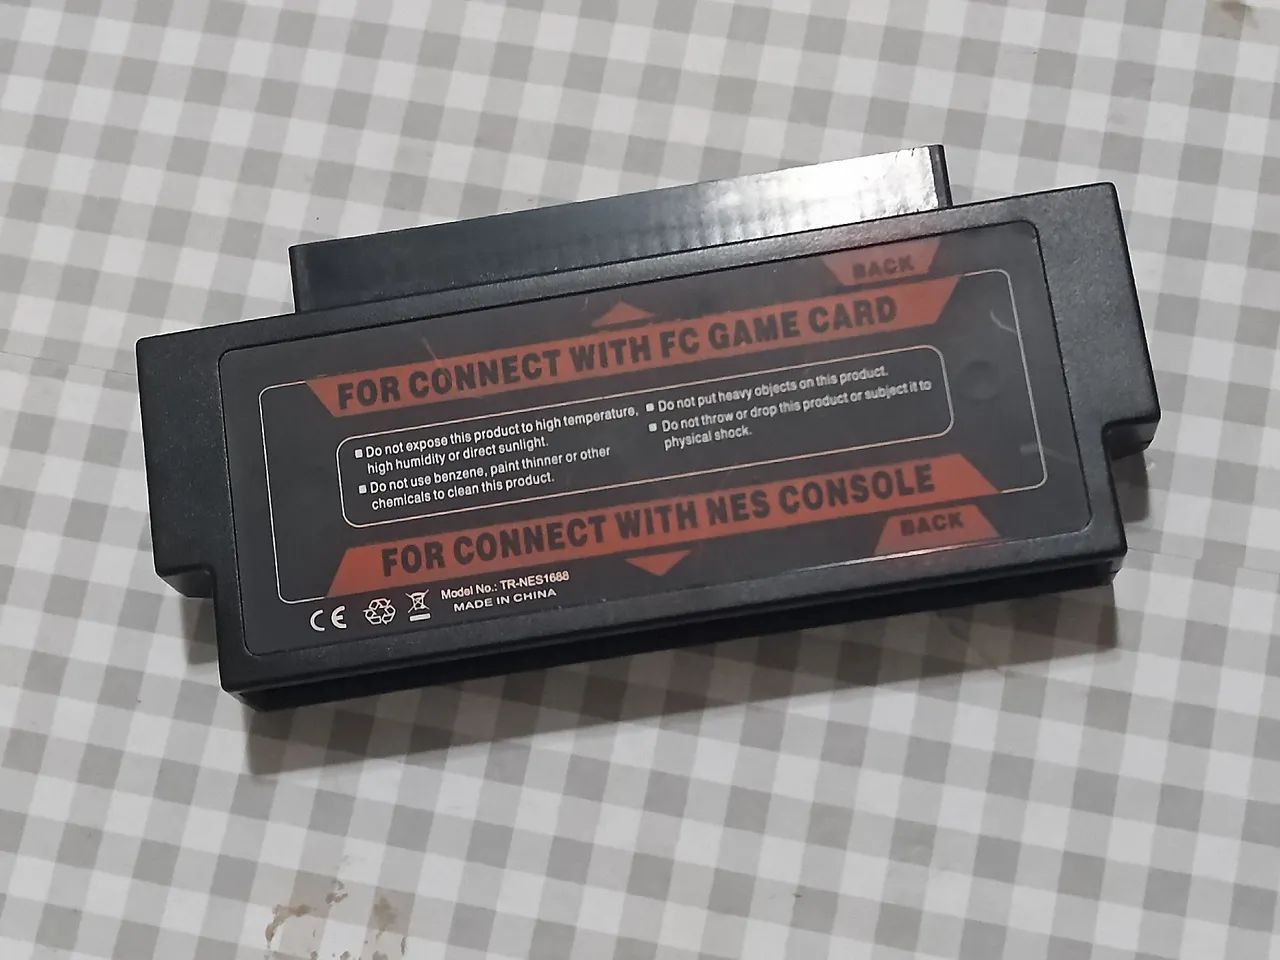 BACK
FOR CONNECT WITH FC GAME CARD
■ Do not expose this product to high temperature,
high humidity or direct sunlight.
■ Do not use benzene, paint thinner or other
chemicals to clean this product.
■ Do not put heavy objects on this product.
■ Do not throw or drop this product or subject it to
physical shock.
FOR CONNECT WITH NES CONSOLE
BACK
CE
Model No.: TR-NES1688
MADE IN CHINA